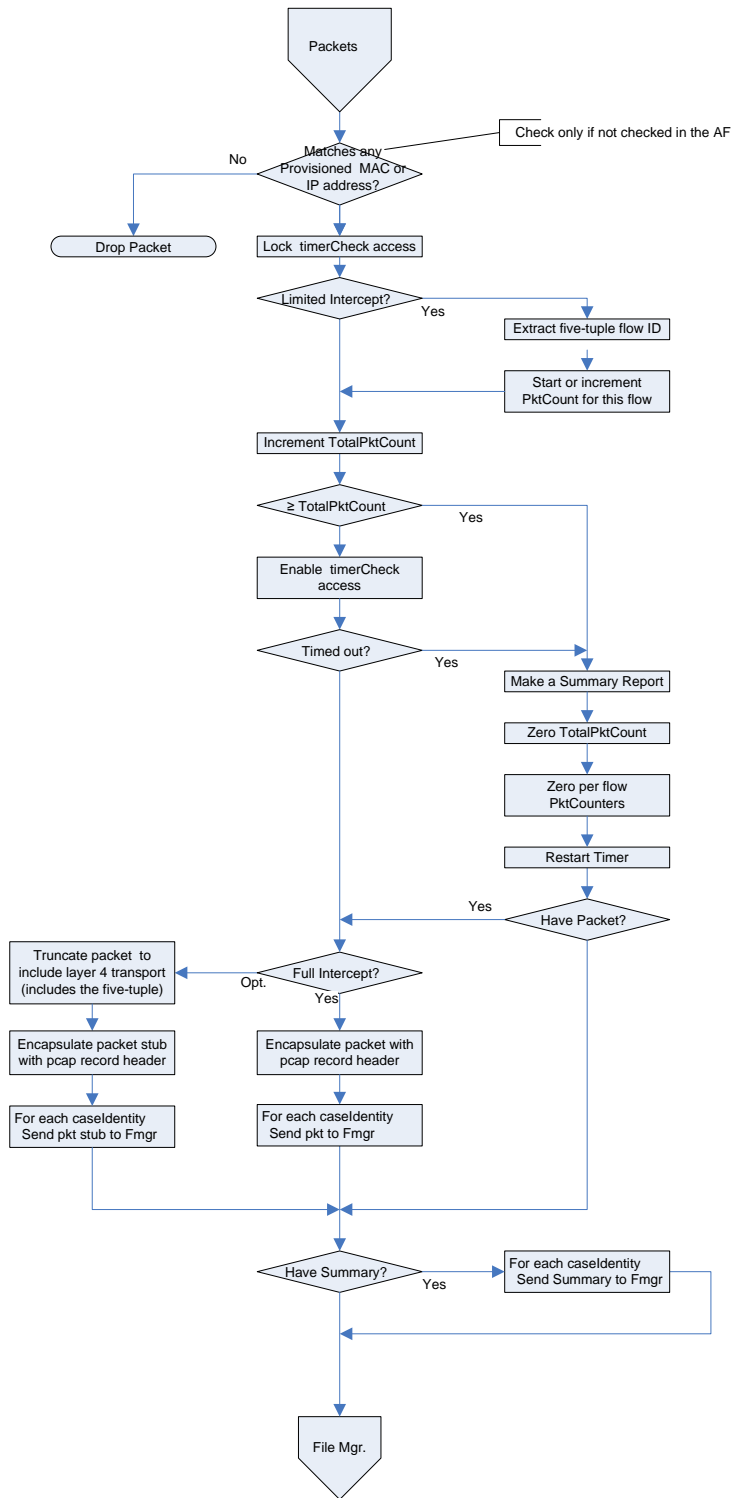 Packets
Check only if not checked in the AF
Matches any
Provisioned MAC or
IP address?
No
Drop Packet
Lock timerCheck access
Limited Intercept?
Yes
Extract five-tuple flow ID
Start or increment
PktCount for this flow
Increment TotalPktCount
≥ TotalPktCount
Yes
Enable timerCheck
access
Timed out?
Yes
Make a Summary Report
Zero TotalPktCount
Zero per flow
PktCounters
Restart Timer
Have Packet?
Yes
Full Intercept?
Opt.
Yes
Truncate packet to
include layer 4 transport
(includes the five-tuple)
Encapsulate packet stub
with pcap record header
For each caseIdentity
Send pkt stub to Fmgr
Encapsulate packet with
pcap record header
For each caseIdentity
Send pkt to Fmgr
Have Summary?
Yes
For each caseIdentity
Send Summary to Fmgr
File Mgr.